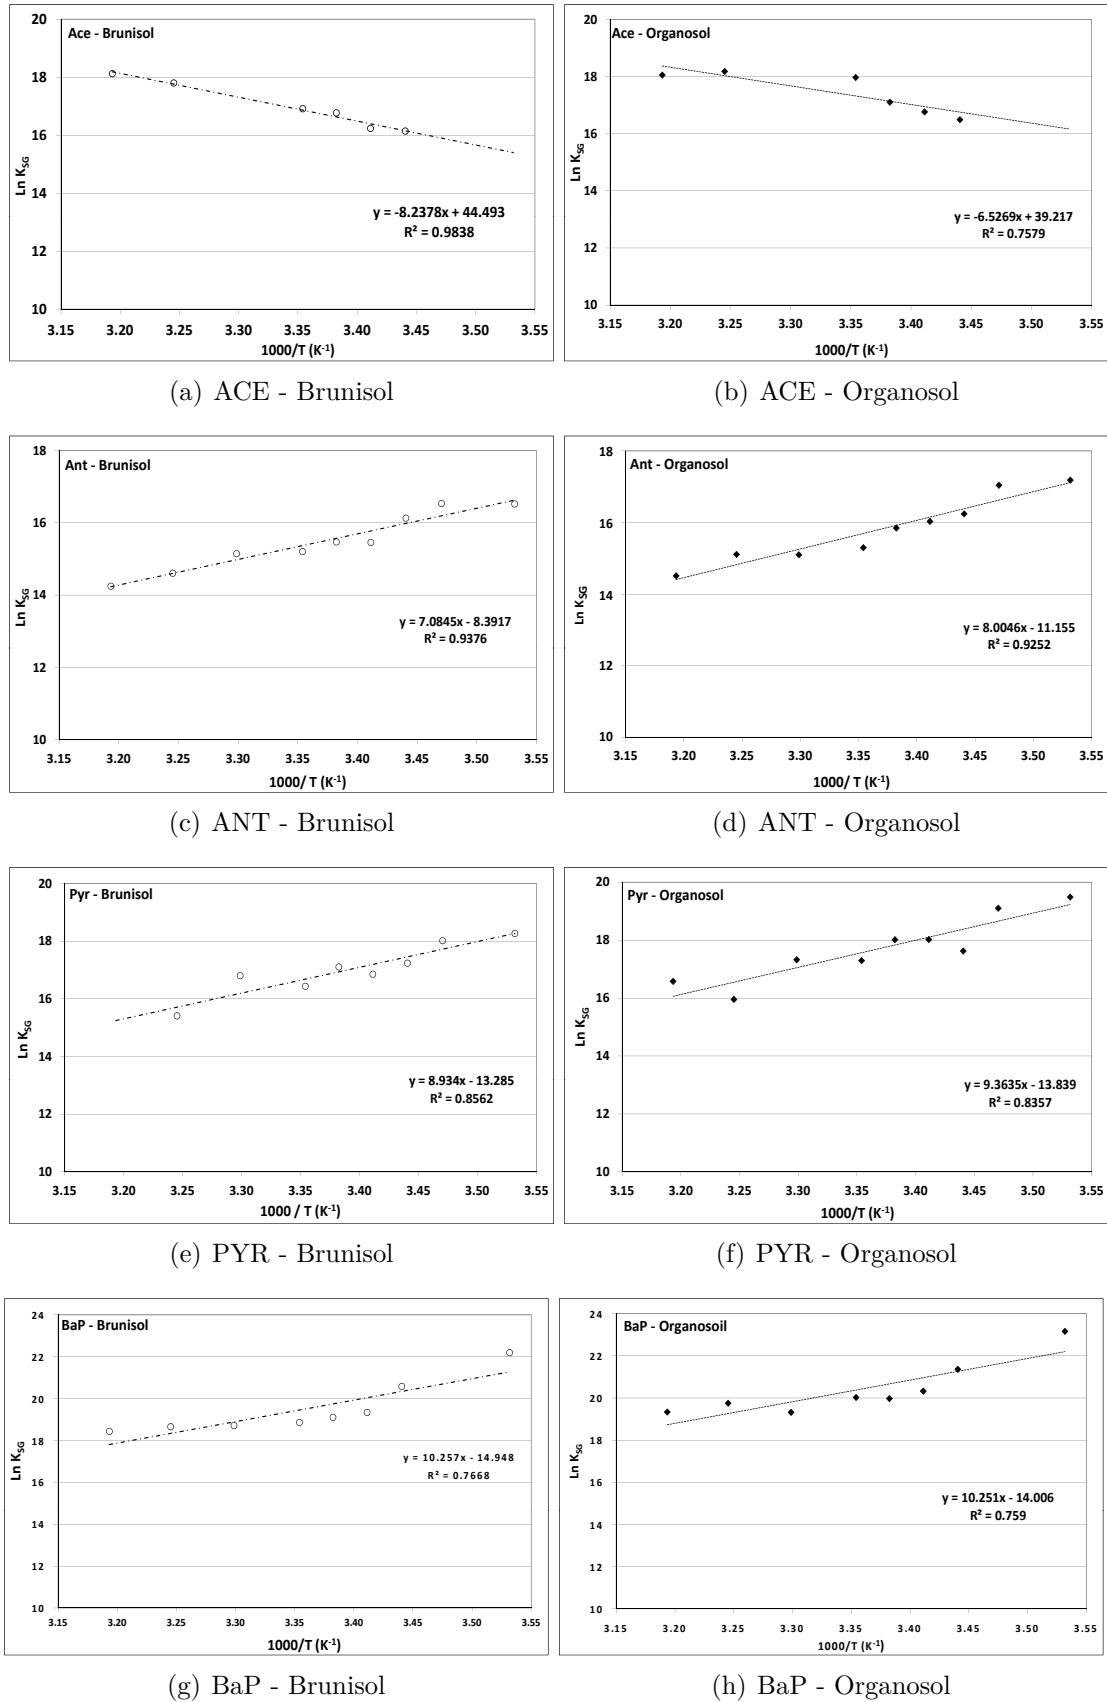 Ace - Brunisol
20
18
16
14
12
10
Ln K_SG
y = -8.2378x + 44.493
R² = 0.9838
3.15 3.20 3.25 3.30 3.35 3.40 3.45 3.50 3.55
1000/T (K⁻¹)
(a) ACE - Brunisol
Ace - Organosol
20
18
16
14
12
10
Ln K_SG
y = -6.5269x + 39.217
R² = 0.7579
3.15 3.20 3.25 3.30 3.35 3.40 3.45 3.50 3.55
1000/T (K⁻¹)
(b) ACE - Organosol
Ant - Brunisol
18
16
14
12
10
Ln K_SG
y = 7.0845x - 8.3917
R² = 0.9376
3.15 3.20 3.25 3.30 3.35 3.40 3.45 3.50 3.55
1000/ T (K⁻¹)
(c) ANT - Brunisol
Ant - Organosol
18
16
14
12
10
Ln K_SG
y = 8.0046x - 11.155
R² = 0.9252
3.15 3.20 3.25 3.30 3.35 3.40 3.45 3.50 3.55
1000/ T (K⁻¹)
(d) ANT - Organosol
Pyr - Brunisol
20
18
16
14
12
10
Ln K_SG
y = 8.934x - 13.285
R² = 0.8562
3.15 3.20 3.25 3.30 3.35 3.40 3.45 3.50 3.55
1000 / T (K⁻¹)
(e) PYR - Brunisol
Pyr - Organosol
20
18
16
14
12
10
Ln K_SG
y = 9.3635x - 13.839
R² = 0.8357
3.15 3.20 3.25 3.30 3.35 3.40 3.45 3.50 3.55
1000/T (K⁻¹)
(f) PYR - Organosol
BaP - Brunisol
24
22
20
18
16
14
12
10
Ln K_SG
y = 10.257x - 14.948
R² = 0.7668
3.15 3.20 3.25 3.30 3.35 3.40 3.45 3.50 3.55
1000/T (K⁻¹)
(g) BaP - Brunisol
BaP - Organosoil
24
22
20
18
16
14
12
10
Ln K_SG
y = 10.251x - 14.006
R² = 0.759
3.15 3.20 3.25 3.30 3.35 3.40 3.45 3.50 3.55
1000/T (K⁻¹)
(h) BaP - Organosol